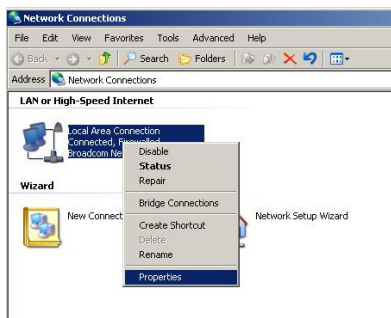 Network Connections
File Edit View Favorites Tools Advanced Help
Back Search Folders
Address Network Connections
LAN or High-Speed Internet
Local Area Connection
Connected, Firewalled
Broadcom Ne
Disable
Status
Repair
Bridge Connections
Create Shortcut
Delete
Rename
Properties
Wizard
New Connect
Network Setup Wizard